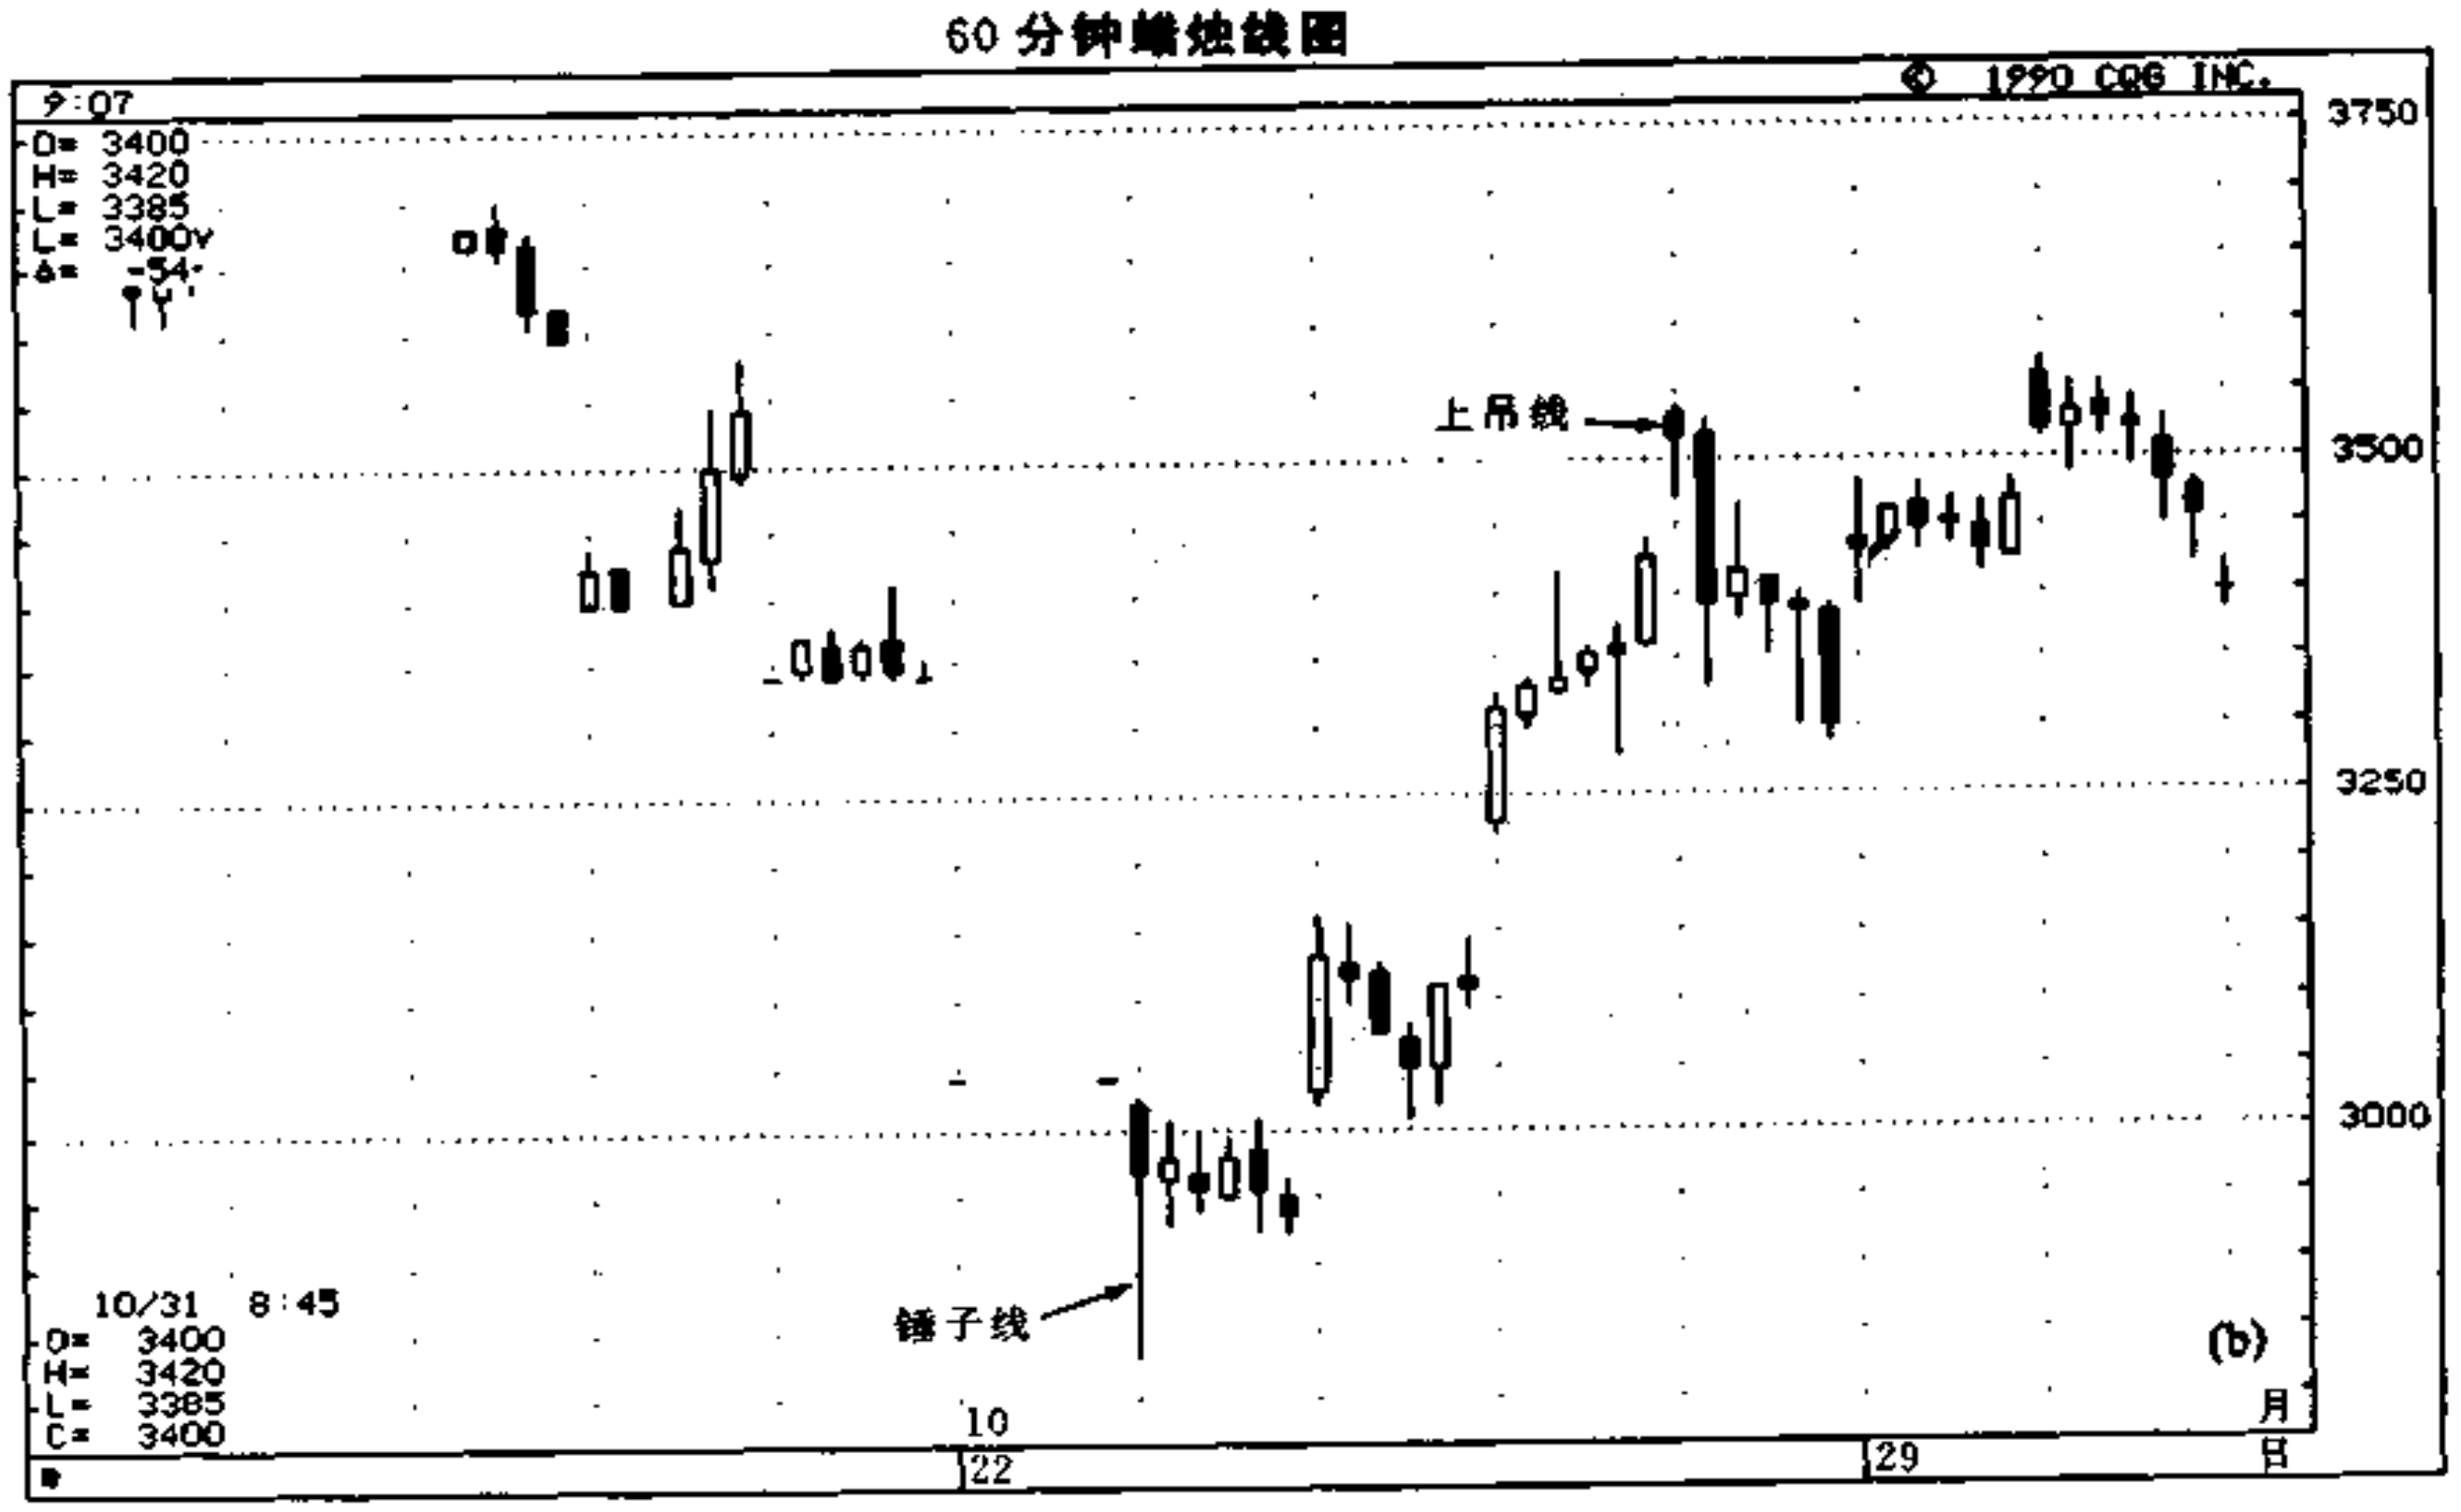 60 分钟蜡烛线图
© 1990 CQG INC.
9:07
O= 3400
H= 3420
L= 3385
L= 3400▼
Δ= -54
3750
上吊线
3500
3250
3000
锤子线
10/31 8:45
O= 3400
H= 3420
L= 3385
C= 3400
(b)
10 月
22 29 日